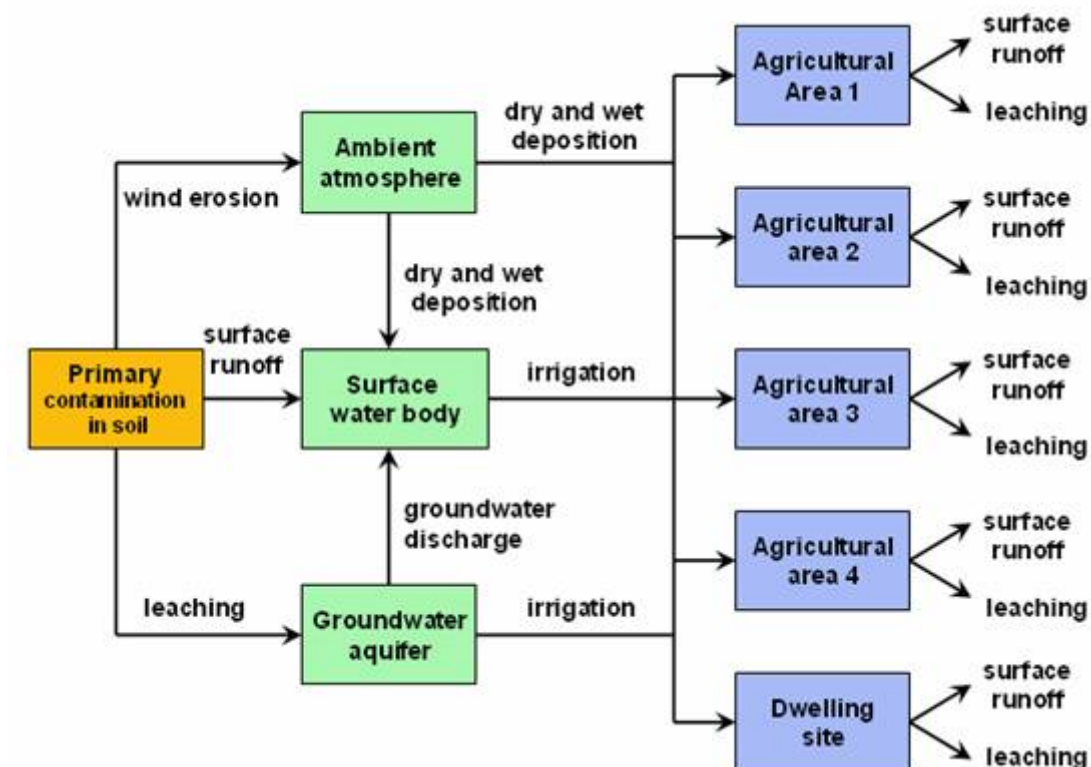 surface
runoff
Agricultural
Area 1
leaching
dry and wet
deposition
Ambient
atmosphere
wind erosion
surface
runoff
Agricultural
area 2
leaching
dry and wet
deposition
surface
runoff
Primary
contamination
in soil
Surface
water body
irrigation
Agricultural
area 3
surface
runoff
leaching
groundwater
discharge
Agricultural
area 4
surface
runoff
leaching
leaching
Groundwater
aquifer
irrigation
Dwelling
site
surface
runoff
leaching